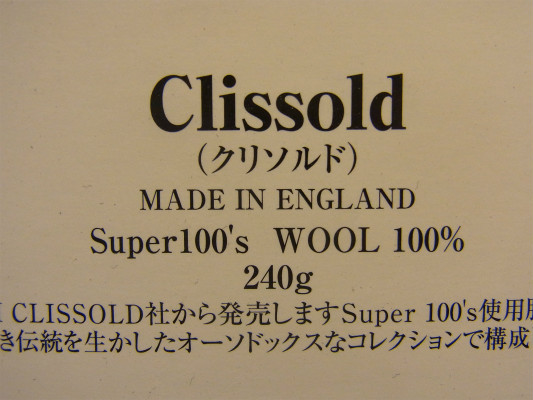 Clissold
(クリソルド)
MADE IN ENGLAND
Super100's WOOL 100%
240g
CLISSOLD社から発売しますSuper 100's使用
き伝統を生かしたオーソドックスなコレクションで構成